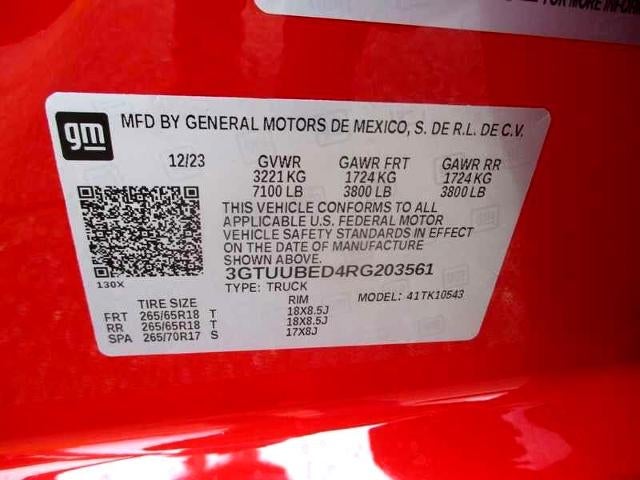 FOR MORE INFORM
gm
MFD BY GENERAL MOTORS DE MEXICO, S. DE R.L. DE C.V.
12/23 GVWR GAWR FRT GAWR RR
3221 KG 1724 KG 1724 KG
7100 LB 3800 LB 3800 LB
THIS VEHICLE CONFORMS TO ALL
APPLICABLE U.S. FEDERAL MOTOR
VEHICLE SAFETY STANDARDS IN EFFECT
ON THE DATE OF MANUFACTURE
SHOWN ABOVE.
3GTUUBED4RG203561
130X
TYPE: TRUCK
TIRE SIZE RIM MODEL: 41TK10543
FRT 265/65R18 T 18X8.5J
RR 265/65R18 T 18X8.5J
SPA 265/70R17 S 17X8J